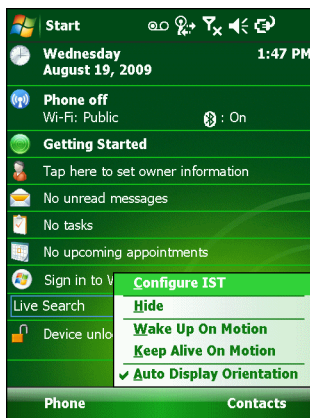 Start
Wednesday 1:47 PM
August 19, 2009
Phone off
Wi-Fi: Public : On
Getting Started
Tap here to set owner information
No unread messages
No tasks
No upcoming appointments
Sign in to
Configure IST
Live Search
Hide
Device
Wake Up On Motion
Keep Alive On Motion
Auto Display Orientation
Phone Contacts